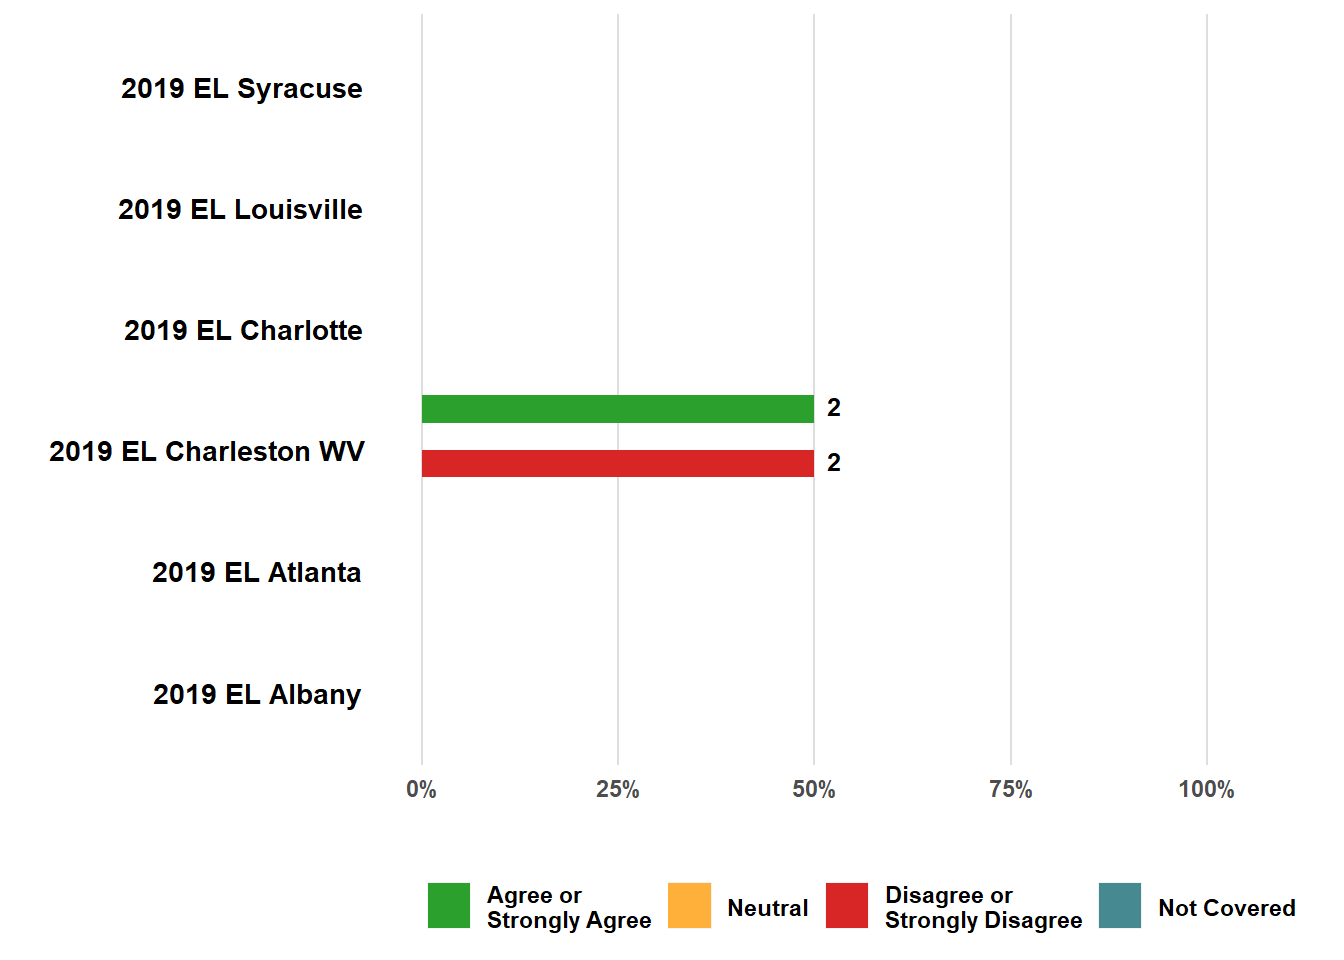 2019 EL Syracuse
2019 EL Louisville
2019 EL Charlotte
2
2019 EL Charleston WV
2
2019 EL Atlanta
2019 EL Albany
0% 25% 50% 75% 100%
Agree or
Strongly Agree
Neutral
Disagree or
Strongly Disagree
Not Covered